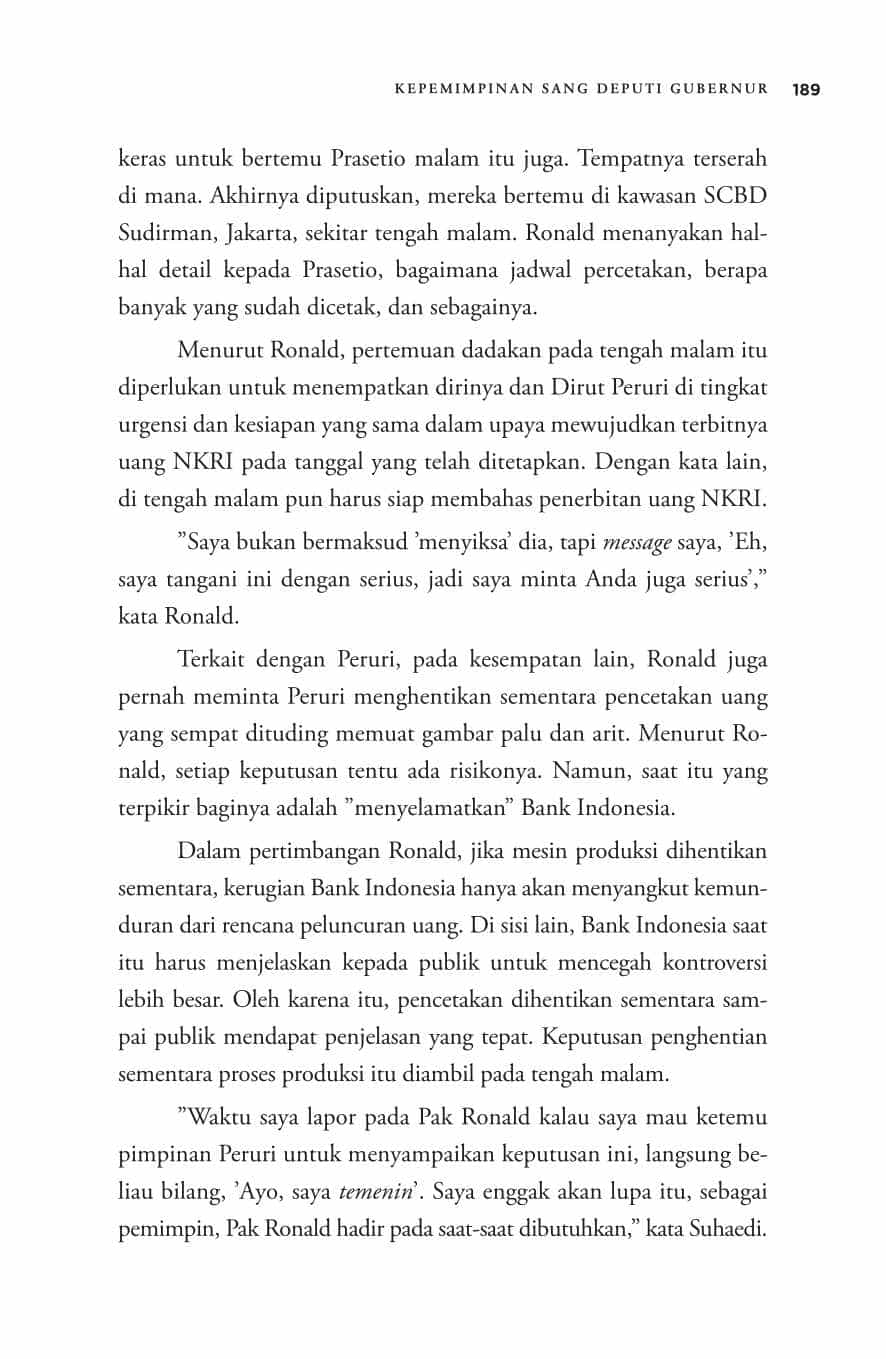 KEPEMIMPINAN SANG DEPUTI GUBERNUR 189
keras untuk bertemu Prasetio malam itu juga. Tempatnya terserah
di mana. Akhirnya diputuskan, mereka bertemu di kawasan SCBD
Sudirman, Jakarta, sekitar tengah malam. Ronald menanyakan hal-
hal detail kepada Prasetio, bagaimana jadwal percetakan, berapa
banyak yang sudah dicetak, dan sebagainya.
Menurut Ronald, pertemuan dadakan pada tengah malam itu
diperlukan untuk menempatkan dirinya dan Dirut Peruri di tingkat
urgensi dan kesiapan yang sama dalam upaya mewujudkan terbitnya
uang NKRI pada tanggal yang telah ditetapkan. Dengan kata lain,
di tengah malam pun harus siap membahas penerbitan uang NKRI.
”Saya bukan bermaksud ’menyiksa’ dia, tapi message saya, ’Eh,
saya tangani ini dengan serius, jadi saya minta Anda juga serius’,”
kata Ronald.
Terkait dengan Peruri, pada kesempatan lain, Ronald juga
pernah meminta Peruri menghentikan sementara pencetakan uang
yang sempat dituding memuat gambar palu dan arit. Menurut Ro-
nald, setiap keputusan tentu ada risikonya. Namun, saat itu yang
terpikir baginya adalah ”menyelamatkan” Bank Indonesia.
Dalam pertimbangan Ronald, jika mesin produksi dihentikan
sementara, kerugian Bank Indonesia hanya akan menyangkut kemun-
duran dari rencana peluncuran uang. Di sisi lain, Bank Indonesia saat
itu harus menjelaskan kepada publik untuk mencegah kontroversi
lebih besar. Oleh karena itu, pencetakan dihentikan sementara sam-
pai publik mendapat penjelasan yang tepat. Keputusan penghentian
sementara proses produksi itu diambil pada tengah malam.
”Waktu saya lapor pada Pak Ronald kalau saya mau ketemu
pimpinan Peruri untuk menyampaikan keputusan ini, langsung be-
liau bilang, ’Ayo, saya temenin’. Saya enggak akan lupa itu, sebagai
pemimpin, Pak Ronald hadir pada saat-saat dibutuhkan,” kata Suhaedi.